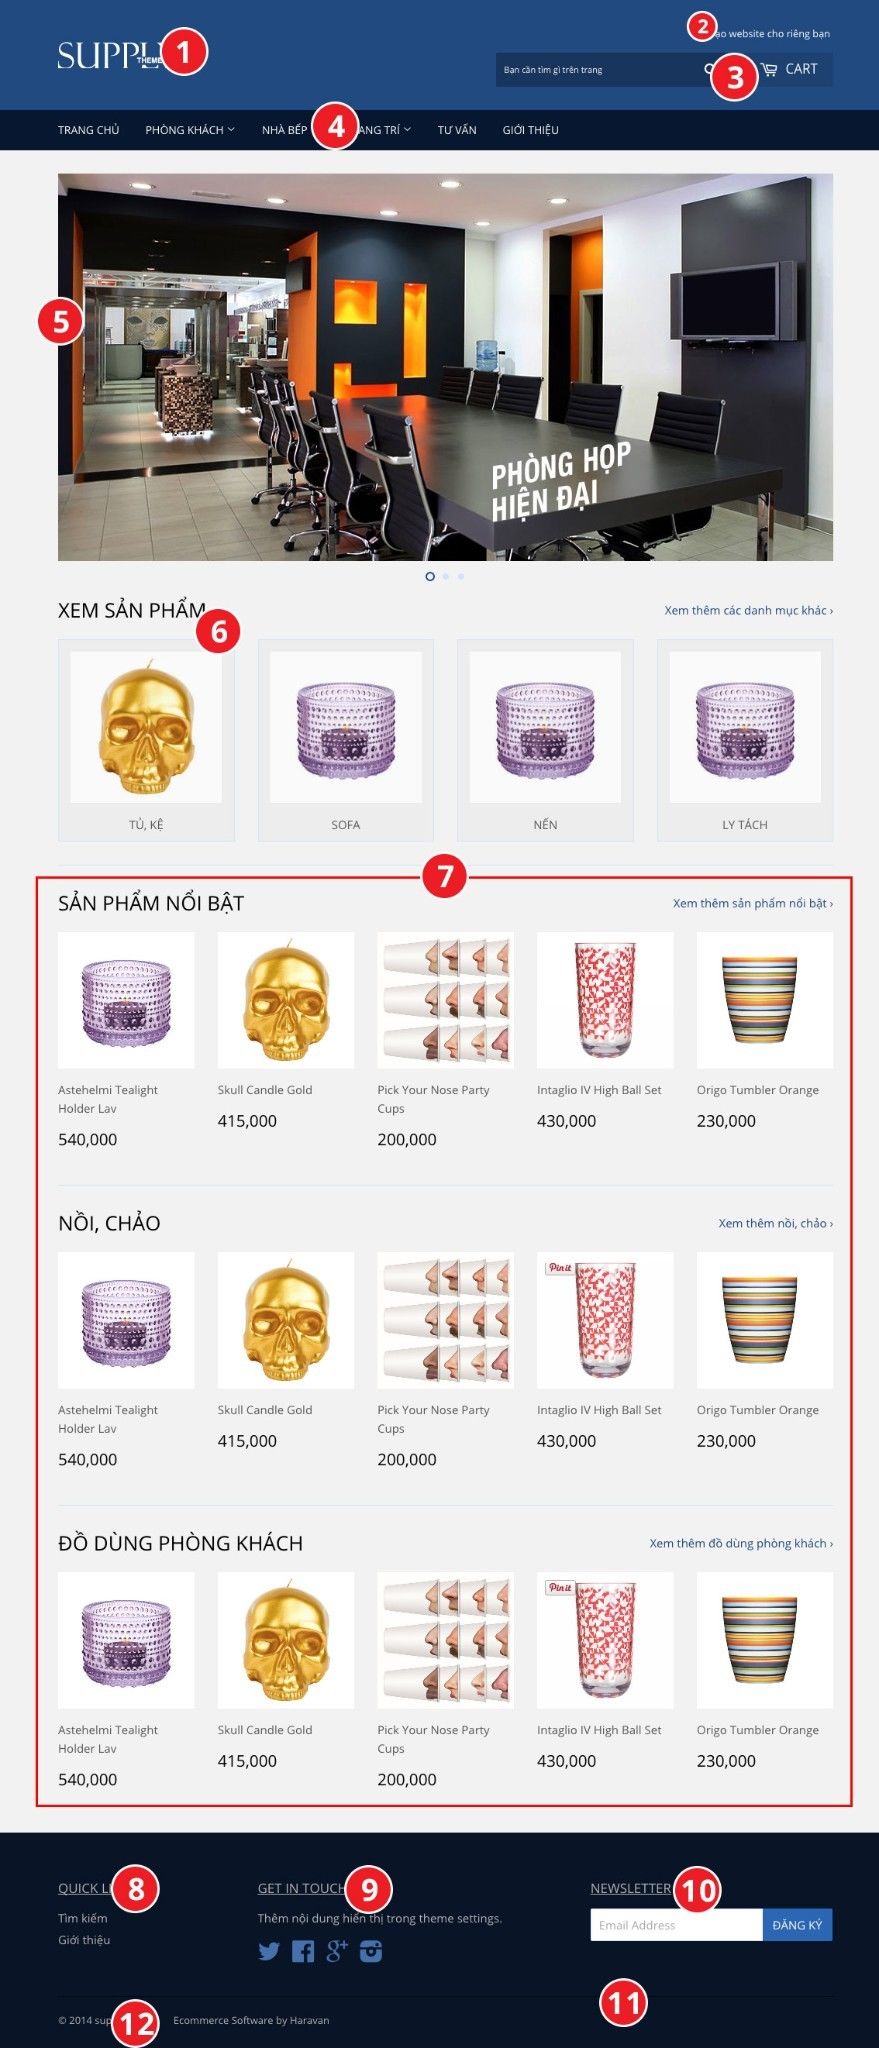 SUPPL
THEME
1
2
ạo website cho riêng bạn
Bạn cần tìm gì trên trang
3
CART
TRANG CHỦ
PHÒNG KHÁCH
NHÀ BẾP
4
ANG TRÍ
TƯ VẤN
GIỚI THIỆU
5
PHÒNG HỌP
HIỆN ĐẠI
XEM SẢN PHẨM
6
Xem thêm các danh mục khác ›
TỦ, KỆ
SOFA
NẾN
LY TÁCH
7
SẢN PHẨM NỔI BẬT
Xem thêm sản phẩm nổi bật ›
Astehelmi Tealight
Holder Lav
540,000
Skull Candle Gold
415,000
Pick Your Nose Party
Cups
200,000
Intaglio IV High Ball Set
430,000
Origo Tumbler Orange
230,000
NỒI, CHẢO
Xem thêm nồi, chảo ›
Pin it
Astehelmi Tealight
Holder Lav
540,000
Skull Candle Gold
415,000
Pick Your Nose Party
Cups
200,000
Intaglio IV High Ball Set
430,000
Origo Tumbler Orange
230,000
ĐỒ DÙNG PHÒNG KHÁCH
Xem thêm đồ dùng phòng khách ›
Pin it
Astehelmi Tealight
Holder Lav
540,000
Skull Candle Gold
415,000
Pick Your Nose Party
Cups
200,000
Intaglio IV High Ball Set
430,000
Origo Tumbler Orange
230,000
QUICK LI
8
Tìm kiếm
Giới thiệu
GET IN TOUCH
9
Thêm nội dung hiển thị trong theme settings.
NEWSLETTER
10
Email Address
ĐĂNG KÝ
11
© 2014 sup
12
Ecommerce Software by Haravan